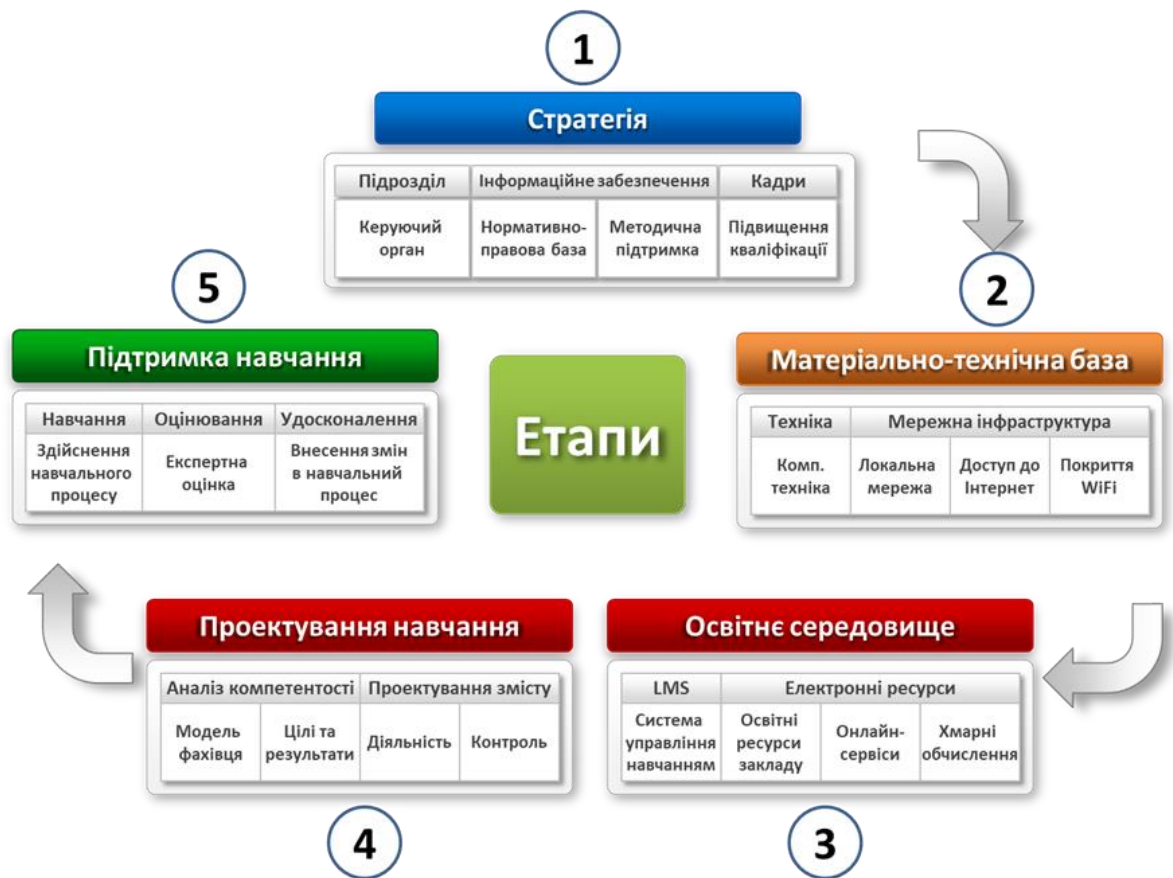 1
Стратегія
Підрозділ Інформаційне забезпечення Кадри
Керуючий орган
Нормативно-правова база
Методична підтримка
Підвищення кваліфікації
2
Матеріально-технічна база
Техніка Мережна інфраструктура
Комп. техніка
Локальна мережа
Доступ до Інтернет
Покриття WiFi
Освітнє середовище
LMS Електронні ресурси
Система управління навчанням
Освітні ресурси закладу
Онлайн-сервіси
Хмарні обчислення
3
Проектування навчання
Аналіз компетентості Проектування змісту
Модель фахівця
Цілі та результати
Діяльність
Контроль
4
5
Підтримка навчання
Навчання Оцінювання Удосконалення
Здійснення навчального процесу
Експертна оцінка
Внесення змін в навчальний процес
Етапи